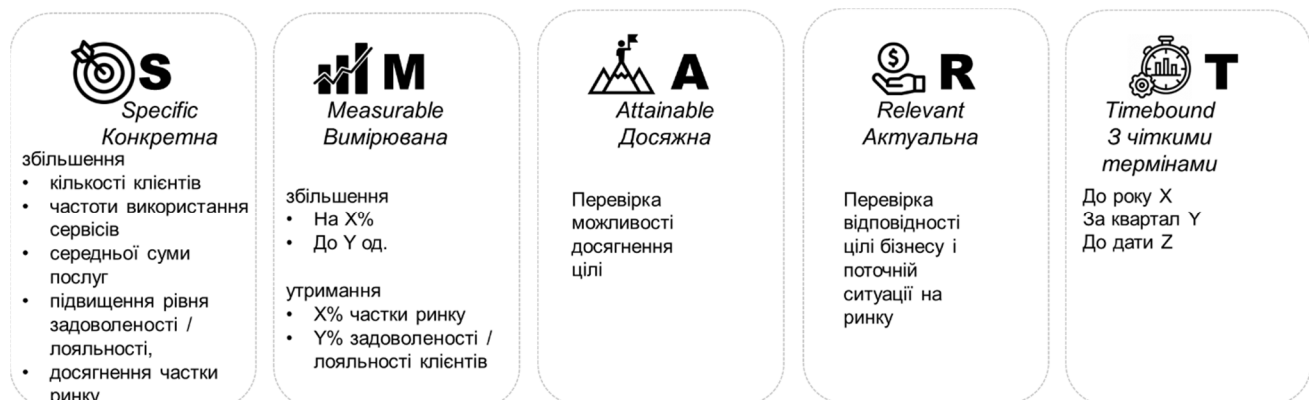 S
Specific
Конкретна
збільшення
• кількості клієнтів
• частоти використання
сервісів
• середньої суми
послуг
• підвищення рівня
задоволеності /
лояльності,
• досягнення частки
ринку
M
Measurable
Вимірювана
збільшення
• На X%
• До Y од.
утримання
• X% частки ринку
• Y% задоволеності /
лояльності клієнтів
A
Attainable
Досяжна
Перевірка
можливості
досягнення
цілі
R
Relevant
Актуальна
Перевірка
відповідності
цілі бізнесу і
поточній
ситуації на
ринку
T
Timebound
З чіткими
термінами
До року X
За квартал Y
До дати Z